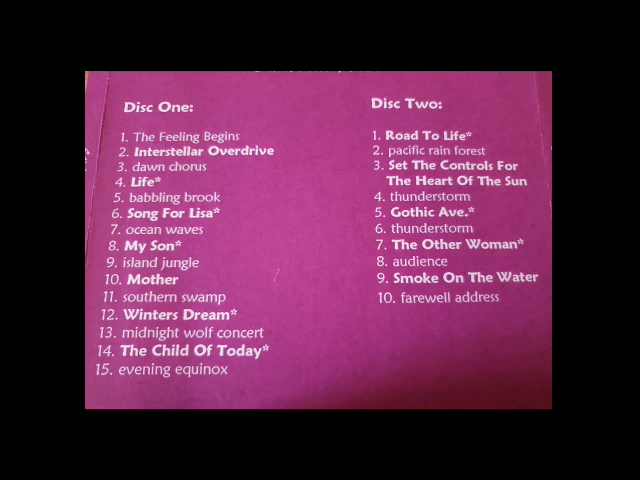 Disc One:
1. The Feeling Begins
2. Interstellar Overdrive
3. dawn chorus
4. Life*
5. babbling brook
6. Song For Lisa*
7. ocean waves
8. My Son*
9. island jungle
10. Mother
11. southern swamp
12. Winters Dream*
13. midnight wolf concert
14. The Child Of Today*
15. evening equinox
Disc Two:
1. Road To Life*
2. pacific rain forest
3. Set The Controls For
The Heart Of The Sun
4. thunderstorm
5. Gothic Ave.*
6. thunderstorm
7. The Other Woman*
8. audience
9. Smoke On The Water
10. farewell address